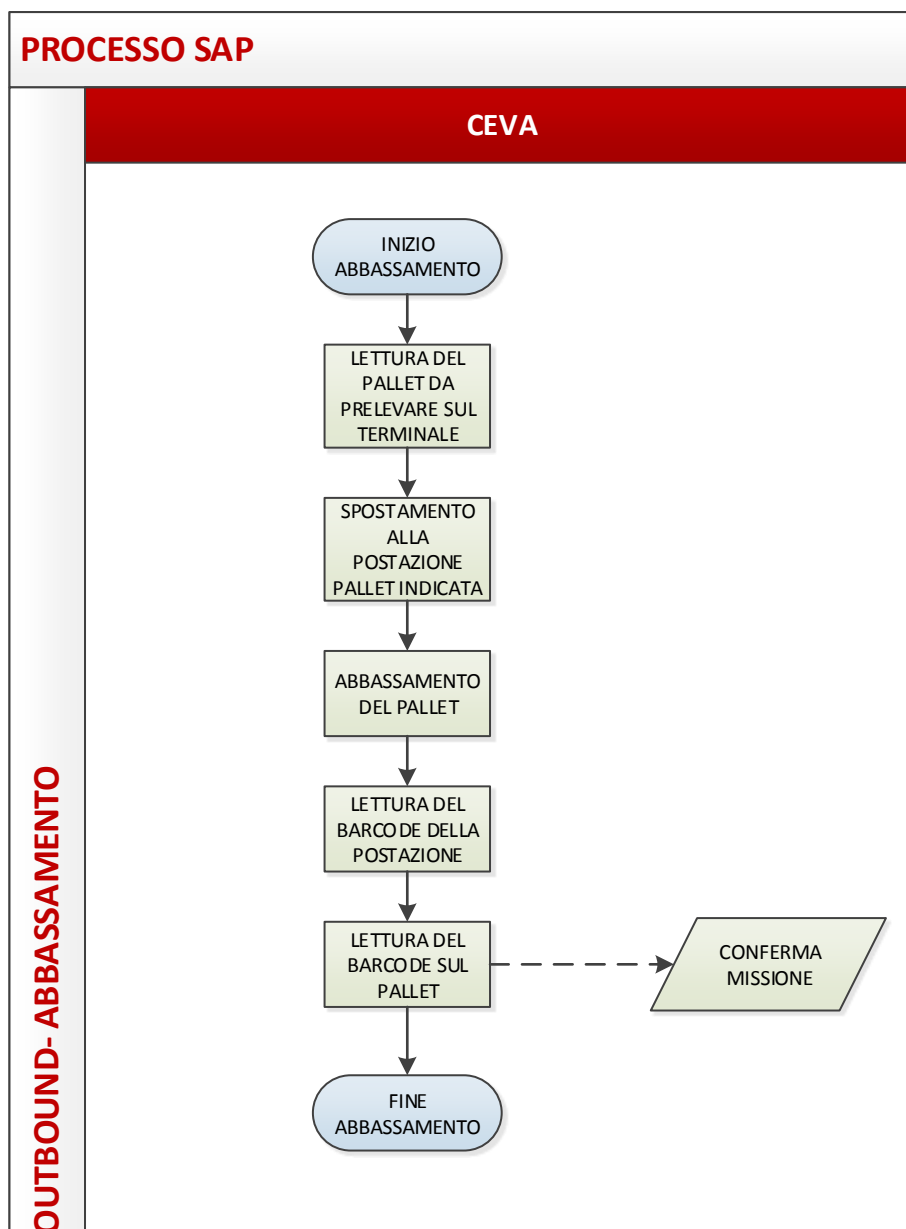 PROCESSO SAP
CEVA
OUTBOUND- ABBASSAMENTO
INIZIO
ABBASSAMENTO
LETTURA DEL
PALLET DA
PRELEVARE SUL
TERMINALE
SPOSTAMENTO
ALLA
POSTAZIONE
PALLET INDICATA
ABBASSAMENTO
DEL PALLET
LETTURA DEL
BARCODE DELLA
POSTAZIONE
LETTURA DEL
BARCODE SUL
PALLET
CONFERMA
MISSIONE
FINE
ABBASSAMENTO